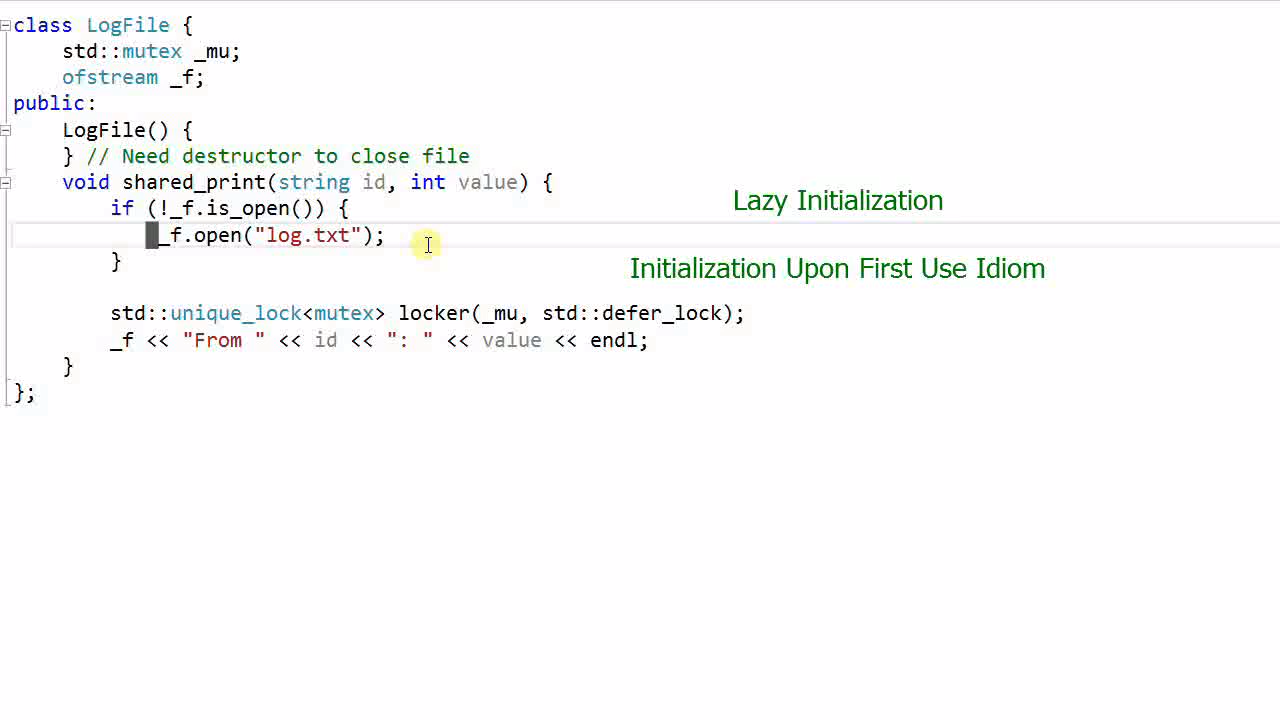 class LogFile {
    std::mutex _mu;
    ofstream _f;
public:
    LogFile() {
    } // Need destructor to close file
    void shared_print(string id, int value) {
        if (!_f.is_open()) {
Lazy Initialization
            _f.open("log.txt");
        }
Initialization Upon First Use Idiom
        std::unique_lock<mutex> locker(_mu, std::defer_lock);
        _f << "From " << id << ": " << value << endl;
    }
};